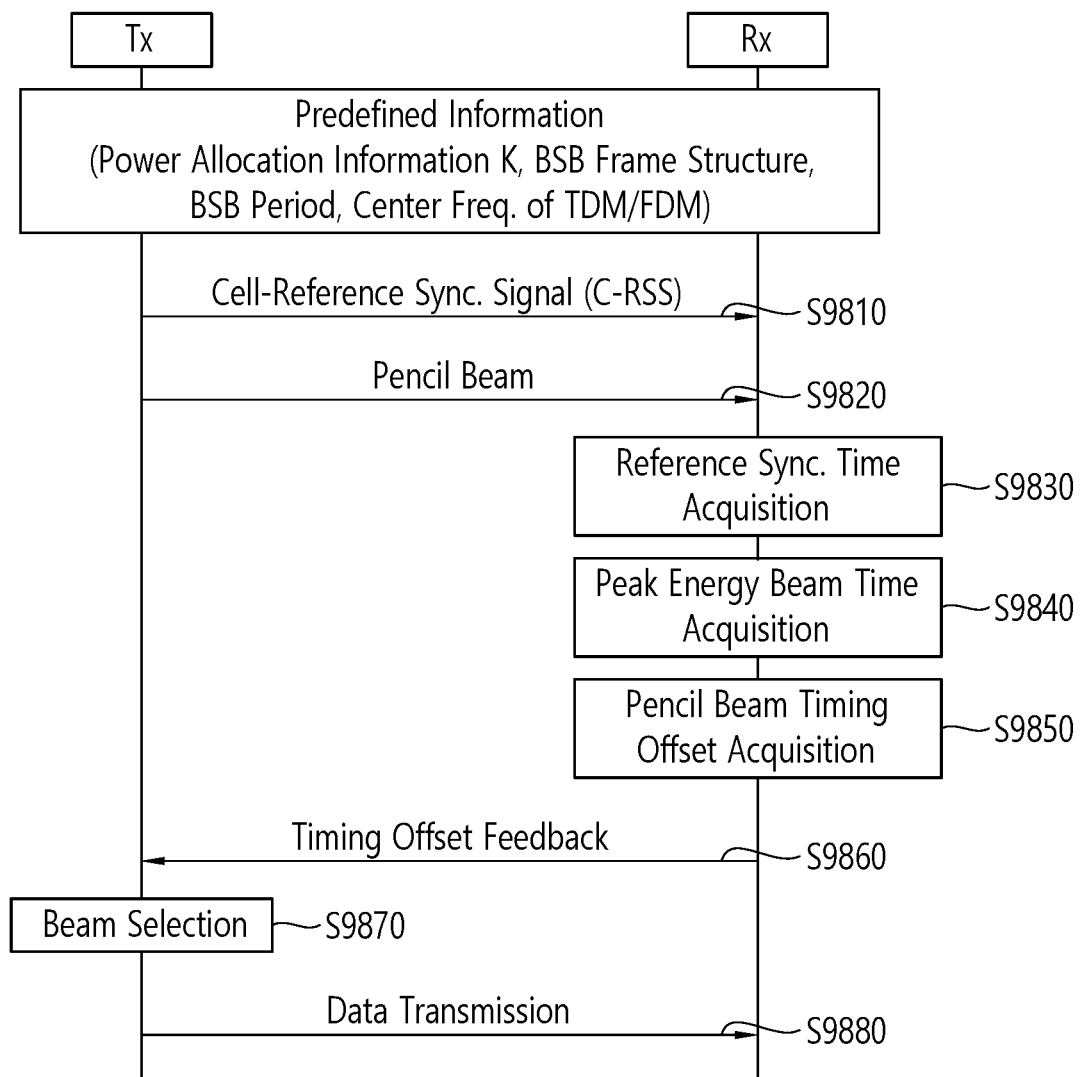 Tx
Rx
Predefined Information
(Power Allocation Information K, BSB Frame Structure,
BSB Period, Center Freq. of TDM/FDM)
Cell-Reference Sync. Signal (C-RSS)
S9810
Pencil Beam
S9820
Reference Sync. Time
Acquisition
S9830
Peak Energy Beam Time
Acquisition
S9840
Pencil Beam Timing
Offset Acquisition
S9850
Timing Offset Feedback
S9860
Beam Selection
S9870
Data Transmission
S9880